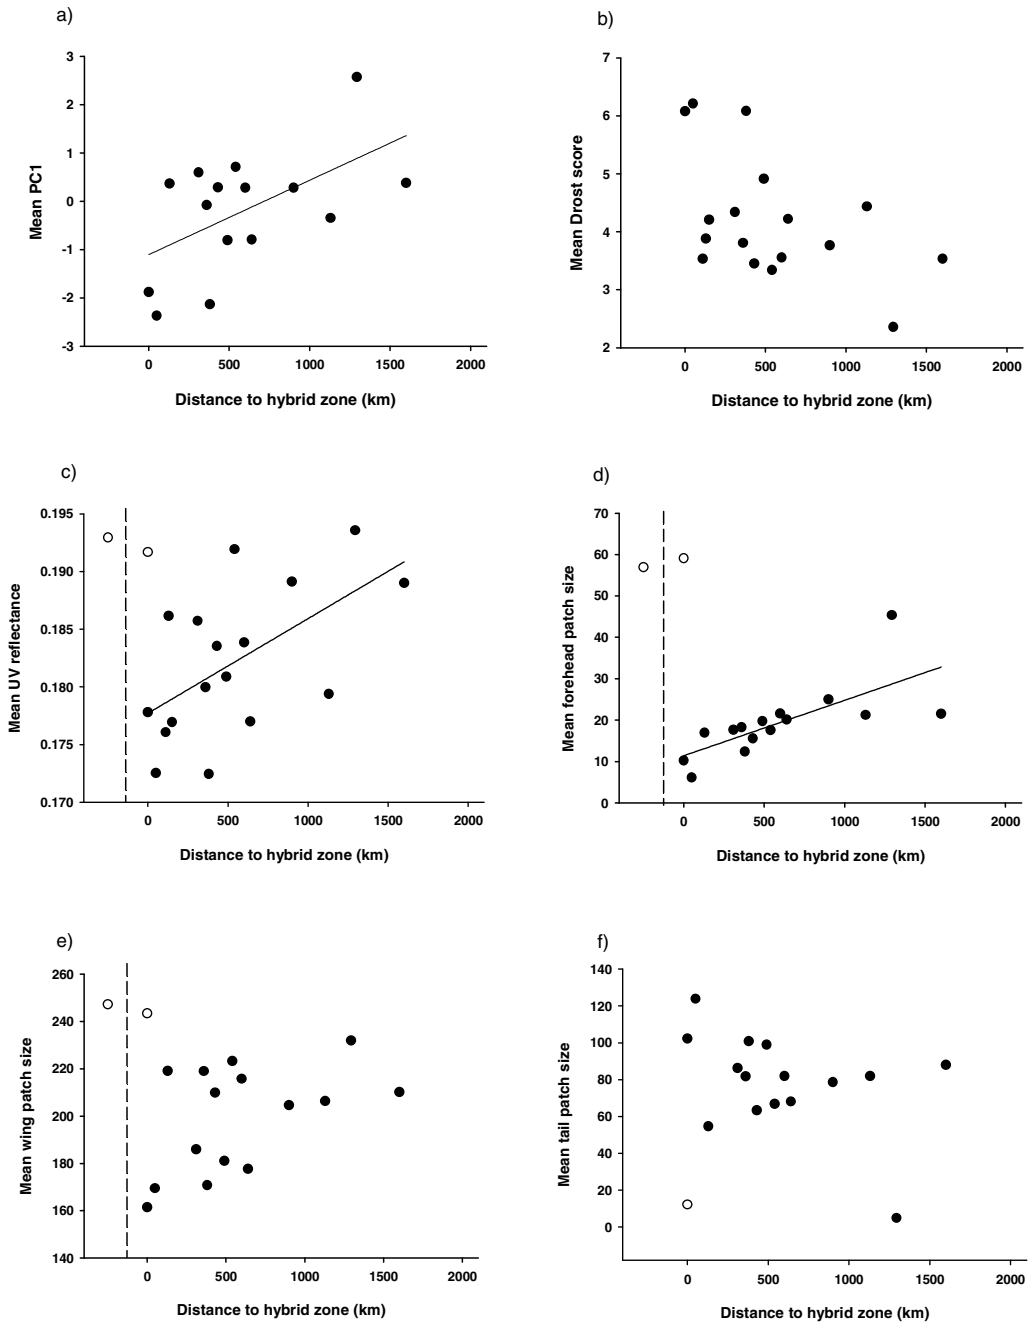 a)
3
2
1
0
-1
-2
-3
Mean PC1
0 500 1000 1500 2000
Distance to hybrid zone (km)
b)
7
6
5
4
3
2
Mean Drost score
0 500 1000 1500 2000
Distance to hybrid zone (km)
c)
0.195
0.190
0.185
0.180
0.175
0.170
Mean UV reflectance
0 500 1000 1500 2000
Distance to hybrid zone (km)
d)
70
60
50
40
30
20
10
0
Mean forehead patch size
0 500 1000 1500 2000
Distance to hybrid zone (km)
e)
260
240
220
200
180
160
140
Mean wing patch size
0 500 1000 1500 2000
Distance to hybrid zone (km)
f)
140
120
100
80
60
40
20
0
Mean tail patch size
0 500 1000 1500 2000
Distance to hybrid zone (km)